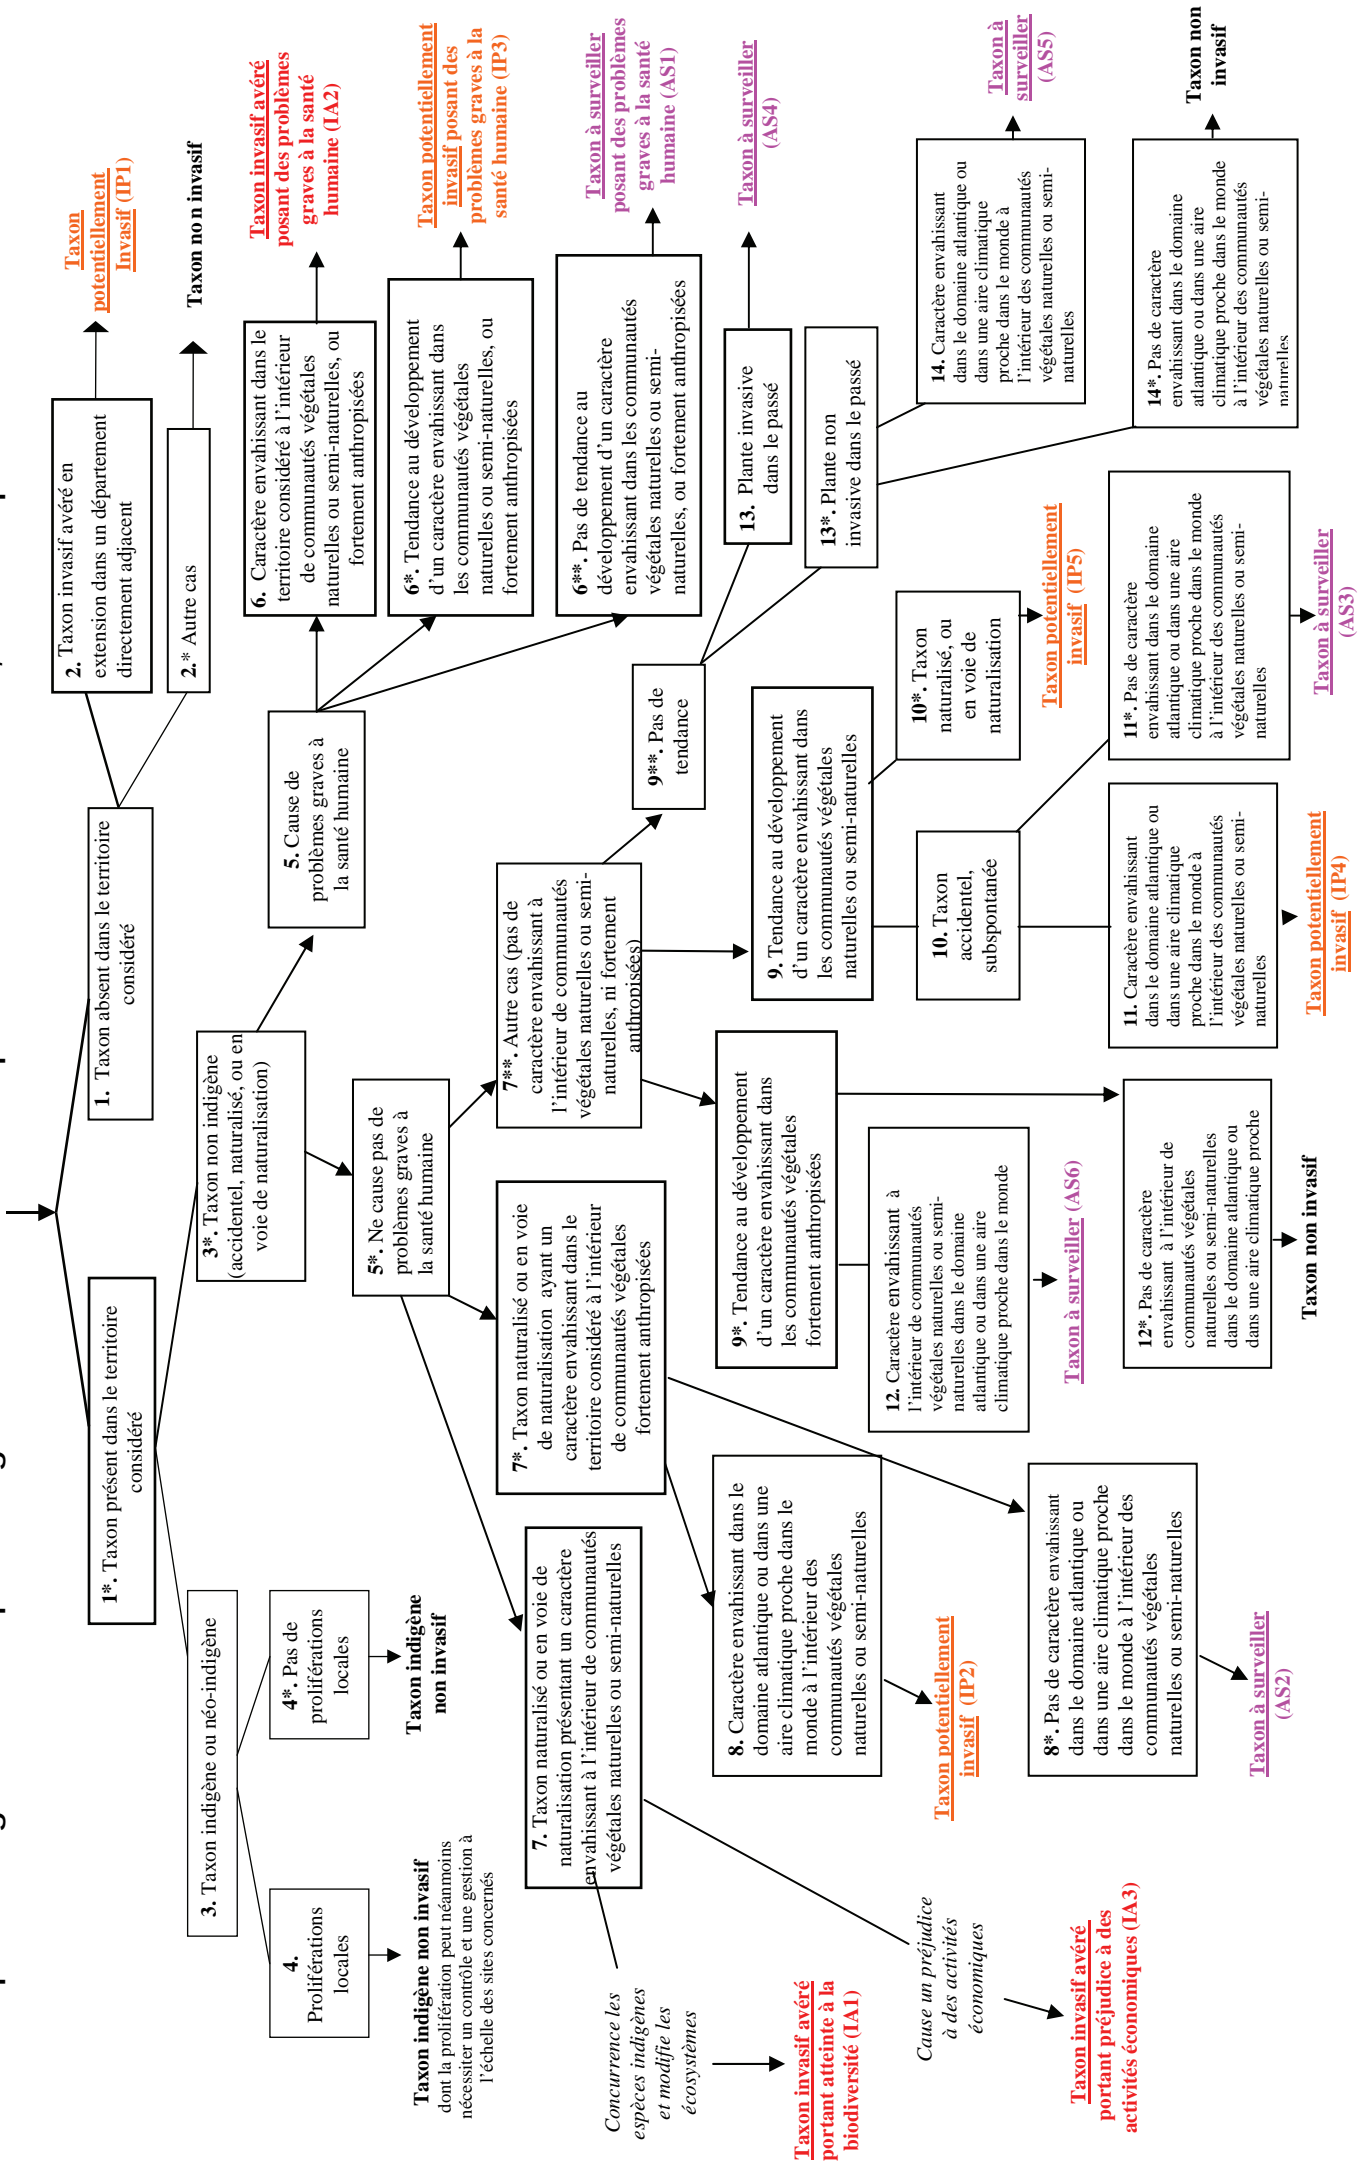 1*. Taxon présent dans le territoire
considéré
1. Taxon absent dans le territoire
considéré
2. Taxon invasif avéré en
extension dans un département
directement adjacent
Taxon
potentiellement
Invasif (IP1)
2.* Autre cas
Taxon non invasif
3. Taxon indigène ou néo-indigène
3*. Taxon non indigène
(accidentel, naturalisé, ou en
voie de naturalisation)
4.
Proliférations
locales
4*. Pas de
proliférations
locales
Taxon indigène non invasif
dont la prolifération peut néanmoins
nécessiter un contrôle et une gestion à
l'échelle des sites concernés
Taxon indigène
non invasif
5. Cause de
problèmes graves à
la santé humaine
5*. Ne cause pas de
problèmes graves à
la santé humaine
6. Caractère envahissant dans le
territoire considéré à l'intérieur
de communautés végétales
naturelles ou semi-naturelles, ou
fortement anthropisées
Taxon invasif avéré
posant des problèmes
graves à la santé
humaine (IA2)
6*. Tendance au développement
d'un caractère envahissant dans
les communautés végétales
naturelles ou semi-naturelles, ou
fortement anthropisées
Taxon potentiellement
invasif posant des
problèmes graves à la
santé humaine (IP3)
6**. Pas de tendance au
développement d'un caractère
envahissant dans les communautés
végétales naturelles ou semi-
naturelles, ou fortement anthropisées
Taxon à surveiller
posant des problèmes
graves à la santé
humaine (AS1)
7. Taxon naturalisé ou en voie de
naturalisation présentant un caractère
envahissant à l'intérieur de communautés
végétales naturelles ou semi-naturelles
7*. Taxon naturalisé ou en voie
de naturalisation ayant un
caractère envahissant dans le
territoire considéré à l'intérieur
de communautés végétales
fortement anthropisées
7**. Autre cas (pas de
caractère envahissant à
l'intérieur de communautés
végétales naturelles ou semi-
naturelles, ni fortement
anthropisées)
Concurrence les
espèces indigènes
et modifie les
écosystèmes
Taxon invasif avéré
portant atteinte à la
biodiversité (IA1)
Cause un préjudice
à des activités
économiques
Taxon invasif avéré
portant préjudice à des
activités économiques (IA3)
8. Caractère envahissant dans le
domaine atlantique ou dans une
aire climatique proche dans le
monde à l'intérieur des
communautés végétales
naturelles ou semi-naturelles
Taxon potentiellement
invasif (IP2)
8*. Pas de caractère envahissant
dans le domaine atlantique ou
dans une aire climatique proche
dans le monde à l'intérieur des
communautés végétales
naturelles ou semi-naturelles
Taxon à surveiller
(AS2)
9*. Tendance au développement
d'un caractère envahissant dans
les communautés végétales
fortement anthropisées
9. Tendance au développement
d'un caractère envahissant dans
les communautés végétales
naturelles ou semi-naturelles
9**. Pas de
tendance
12. Caractère envahissant à
l'intérieur de communautés
végétales naturelles ou semi-
naturelles dans le domaine
atlantique ou dans une aire
climatique proche dans le monde
Taxon à surveiller (AS6)
12*. Pas de caractère
envahissant à l'intérieur de
communautés végétales
naturelles ou semi-naturelles
dans le domaine atlantique ou
dans une aire climatique proche
Taxon non invasif
10. Taxon
accidentel,
subspontanée
10*. Taxon
naturalisé, ou
en voie de
naturalisation
Taxon potentiellement
invasif (IP5)
11. Caractère envahissant
dans le domaine atlantique ou
dans une aire climatique
proche dans le monde à
l'intérieur des communautés
végétales naturelles ou semi-
naturelles
Taxon potentiellement
invasif (IP4)
11*. Pas de caractère
envahissant dans le domaine
atlantique ou dans une aire
climatique proche dans le monde
à l'intérieur des communautés
végétales naturelles ou semi-
naturelles
Taxon à surveiller
(AS3)
13. Plante invasive
dans le passé
Taxon à surveiller
(AS4)
13*. Plante non
invasive dans le passé
14. Caractère envahissant
dans le domaine atlantique ou
dans une aire climatique
proche dans le monde à
l'intérieur des communautés
végétales naturelles ou semi-
naturelles
Taxon à
surveiller
(AS5)
14*. Pas de caractère
envahissant dans le domaine
atlantique ou dans une aire
climatique proche dans le monde
à l'intérieur des communautés
végétales naturelles ou semi-
naturelles
Taxon non
invasif